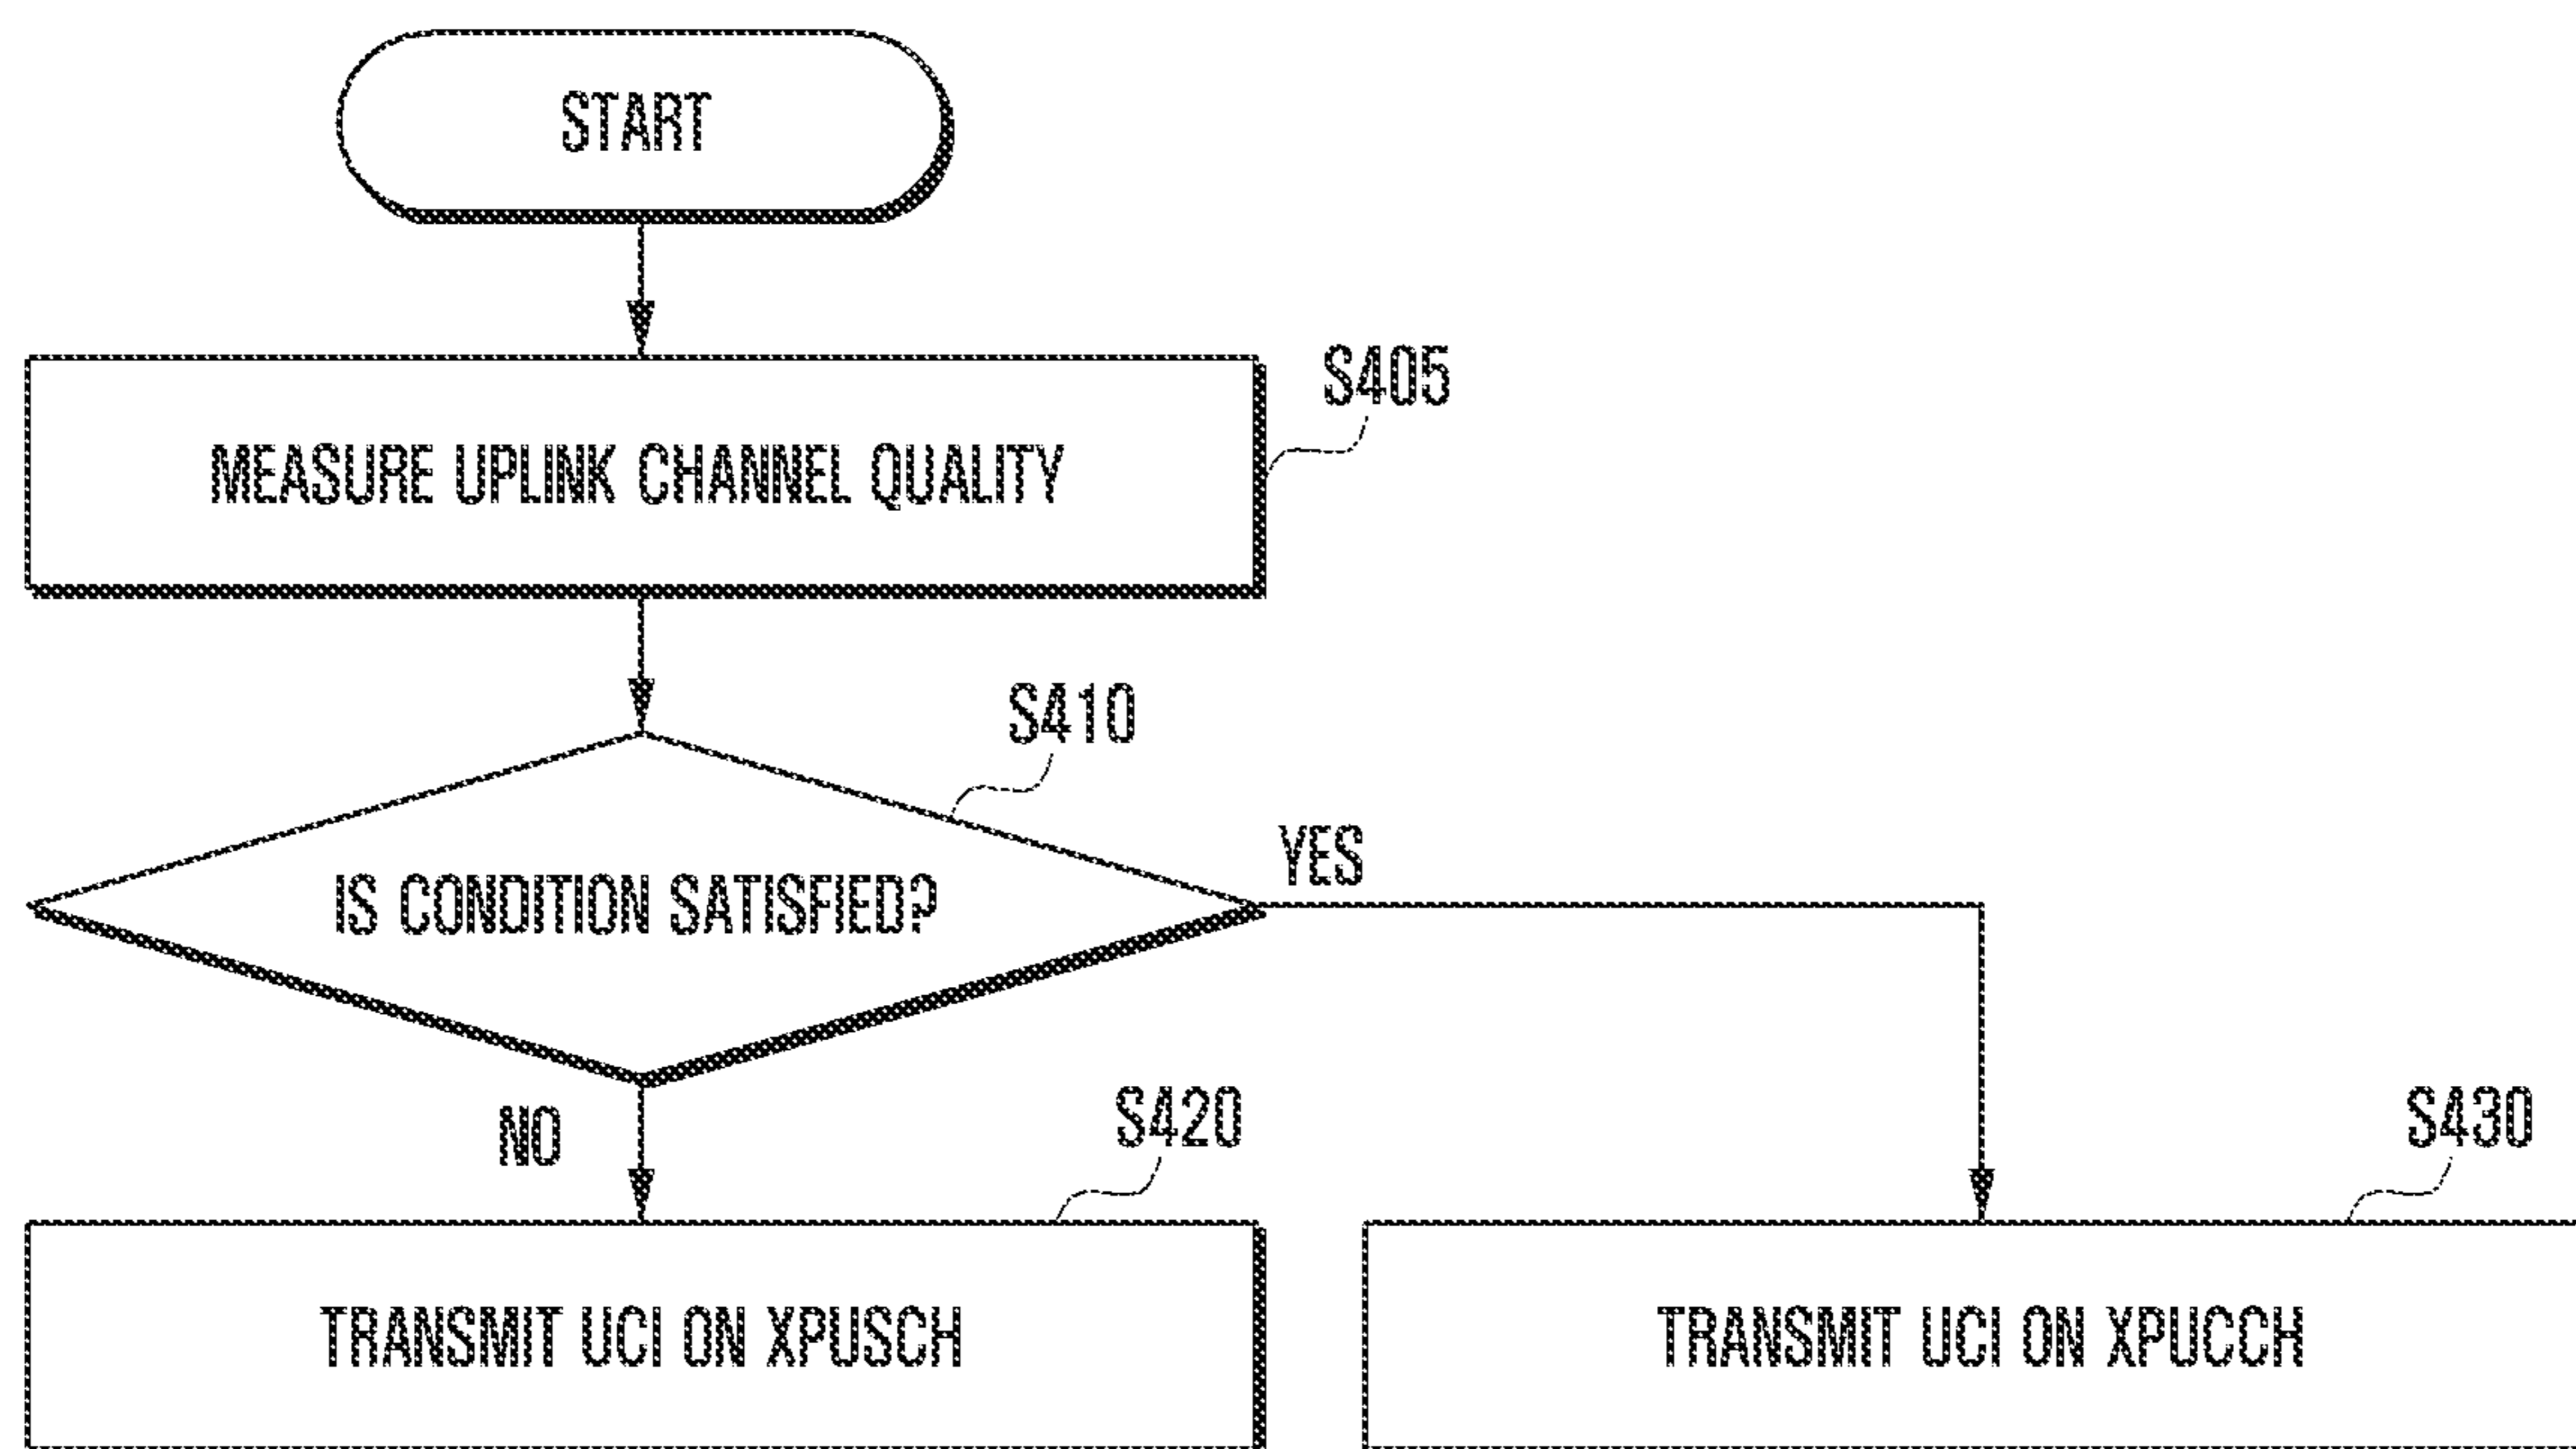 START
S405
MEASURE UPLINK CHANNEL QUALITY
S410
YES
IS CONDITION SATISFIED?
NO
S420
S430
TRANSMIT UCI ON XPUSCH
TRANSMIT UCI ON XPUCCH